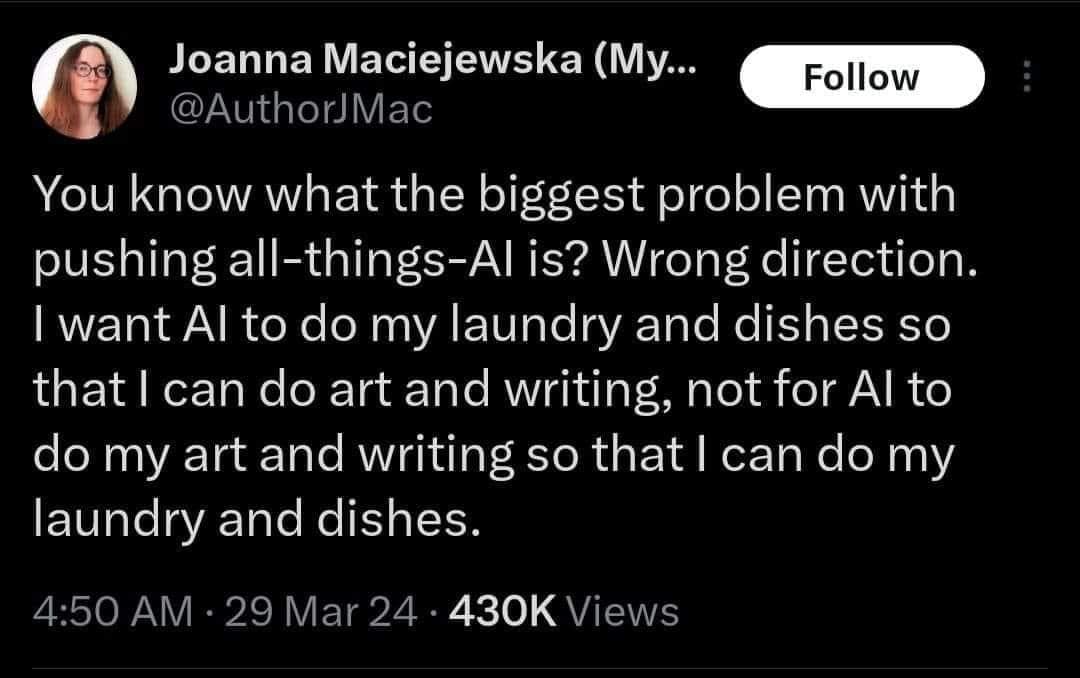 Joanna Maciejewska (My...
Follow
@AuthorJMac
You know what the biggest problem with
pushing all-things-AI is? Wrong direction.
I want AI to do my laundry and dishes so
that I can do art and writing, not for AI to
do my art and writing so that I can do my
laundry and dishes.
4:50 AM · 29 Mar 24 · 430K Views